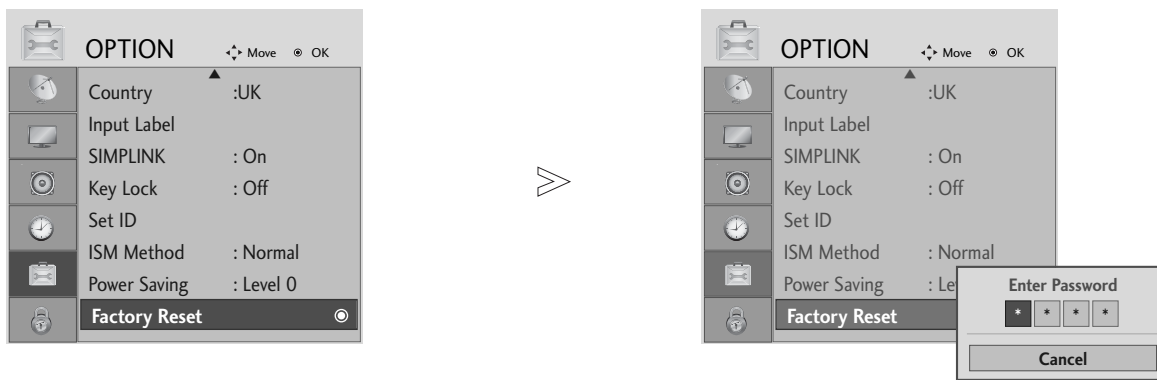 OPTION Move OK
Country :UK
Input Label
SIMPLINK : On
Key Lock : Off
Set ID
ISM Method : Normal
Power Saving : Level 0
Factory Reset
>
OPTION Move OK
Country :UK
Input Label
SIMPLINK : On
Key Lock : Off
Set ID
ISM Method : Normal
Power Saving : Le
Factory Reset
Enter Password
* * * *
Cancel